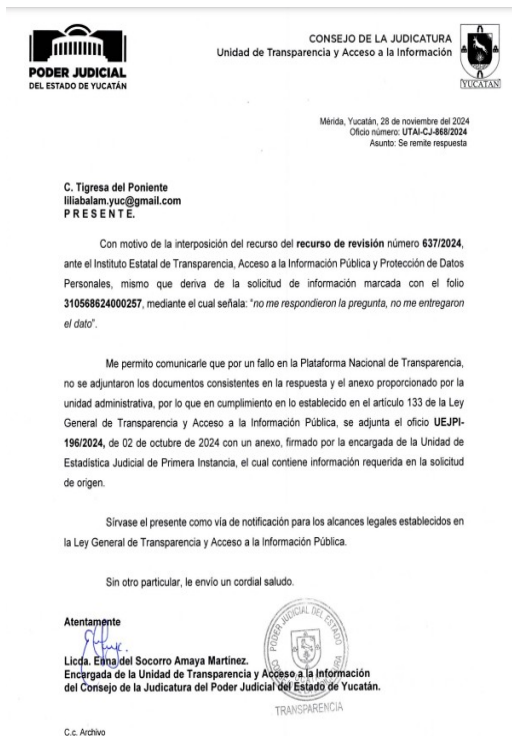 PODER JUDICIAL
DEL ESTADO DE YUCATÁN
CONSEJO DE LA JUDICATURA
Unidad de Transparencia y Acceso a la Información
YUCATÁN
Mérida, Yucatán, 28 de noviembre del 2024
Oficio número: UTAI-CJ-868/2024
Asunto: Se remite respuesta
C. Tigresa del Poniente
liliabalam.yuc@gmail.com
P R E S E N T E.
Con motivo de la interposición del recurso del recurso de revisión número 637/2024,
ante el Instituto Estatal de Transparencia, Acceso a la Información Pública y Protección de Datos
Personales, mismo que deriva de la solicitud de información marcada con el folio
310568624000257, mediante el cual señala: “no me respondieron la pregunta, no me entregaron
el dato”.
Me permito comunicarle que por un fallo en la Plataforma Nacional de Transparencia,
no se adjuntaron los documentos consistentes en la respuesta y el anexo proporcionado por la
unidad administrativa, por lo que en cumplimiento en lo establecido en el artículo 133 de la Ley
General de Transparencia y Acceso a la Información Pública, se adjunta el oficio UEJPI-
196/2024, de 02 de octubre de 2024 con un anexo, firmado por la encargada de la Unidad de
Estadística Judicial de Primera Instancia, el cual contiene información requerida en la solicitud
de origen.
Sírvase el presente como vía de notificación para los alcances legales establecidos en
la Ley General de Transparencia y Acceso a la Información Pública.
Sin otro particular, le envío un cordial saludo.
Atentamente
Licda. Enna del Socorro Amaya Martínez.
Encargada de la Unidad de Transparencia y Acceso a la Información
del Consejo de la Judicatura del Poder Judicial del Estado de Yucatán.
PODER JUDICIAL DEL ESTADO
TRANSPARENCIA
C.c. Archivo